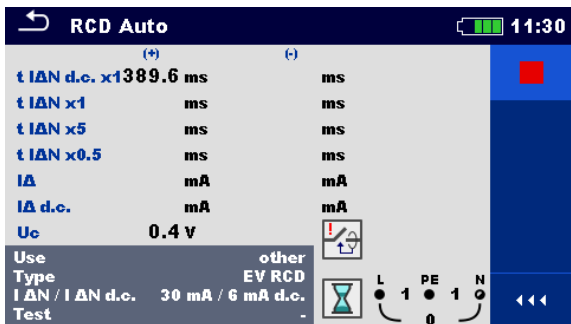 RCD Auto 11:30
(+) (-)
t IΔN d.c. x1 389.6 ms ms
t IΔN x1 ms ms
t IΔN x5 ms ms
t IΔN x0.5 ms ms
IΔ mA mA
IΔ d.c. mA mA
Uc 0.4 V
Use other
Type EV RCD
I ΔN / I ΔN d.c. 30 mA / 6 mA d.c.
Test -
L PE N
1 1
0